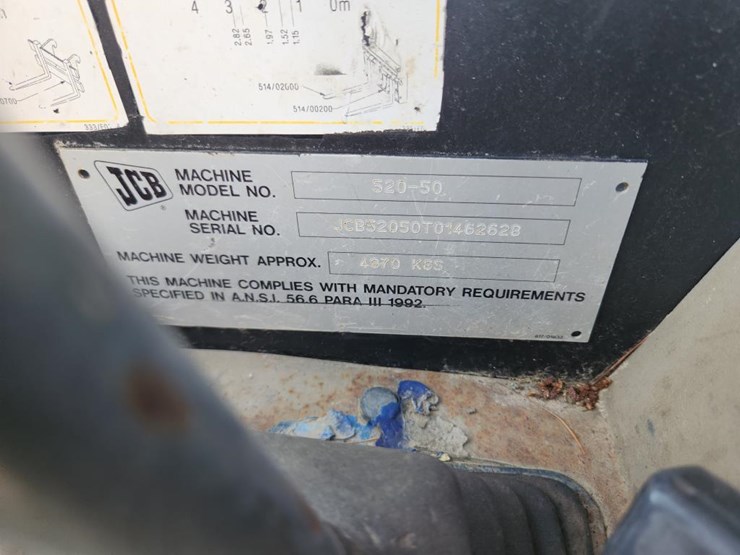 4 3 2 1 0m
2,82
2,65
1,97
1,52
1,15
514/02000
514/00200
JCB
MACHINE MODEL NO. 520-50
MACHINE SERIAL NO. JCB52050T01462628
MACHINE WEIGHT APPROX. 4870 KGS
THIS MACHINE COMPLIES WITH MANDATORY REQUIREMENTS
SPECIFIED IN A.N.S.I. 56.6 PARA III 1992.